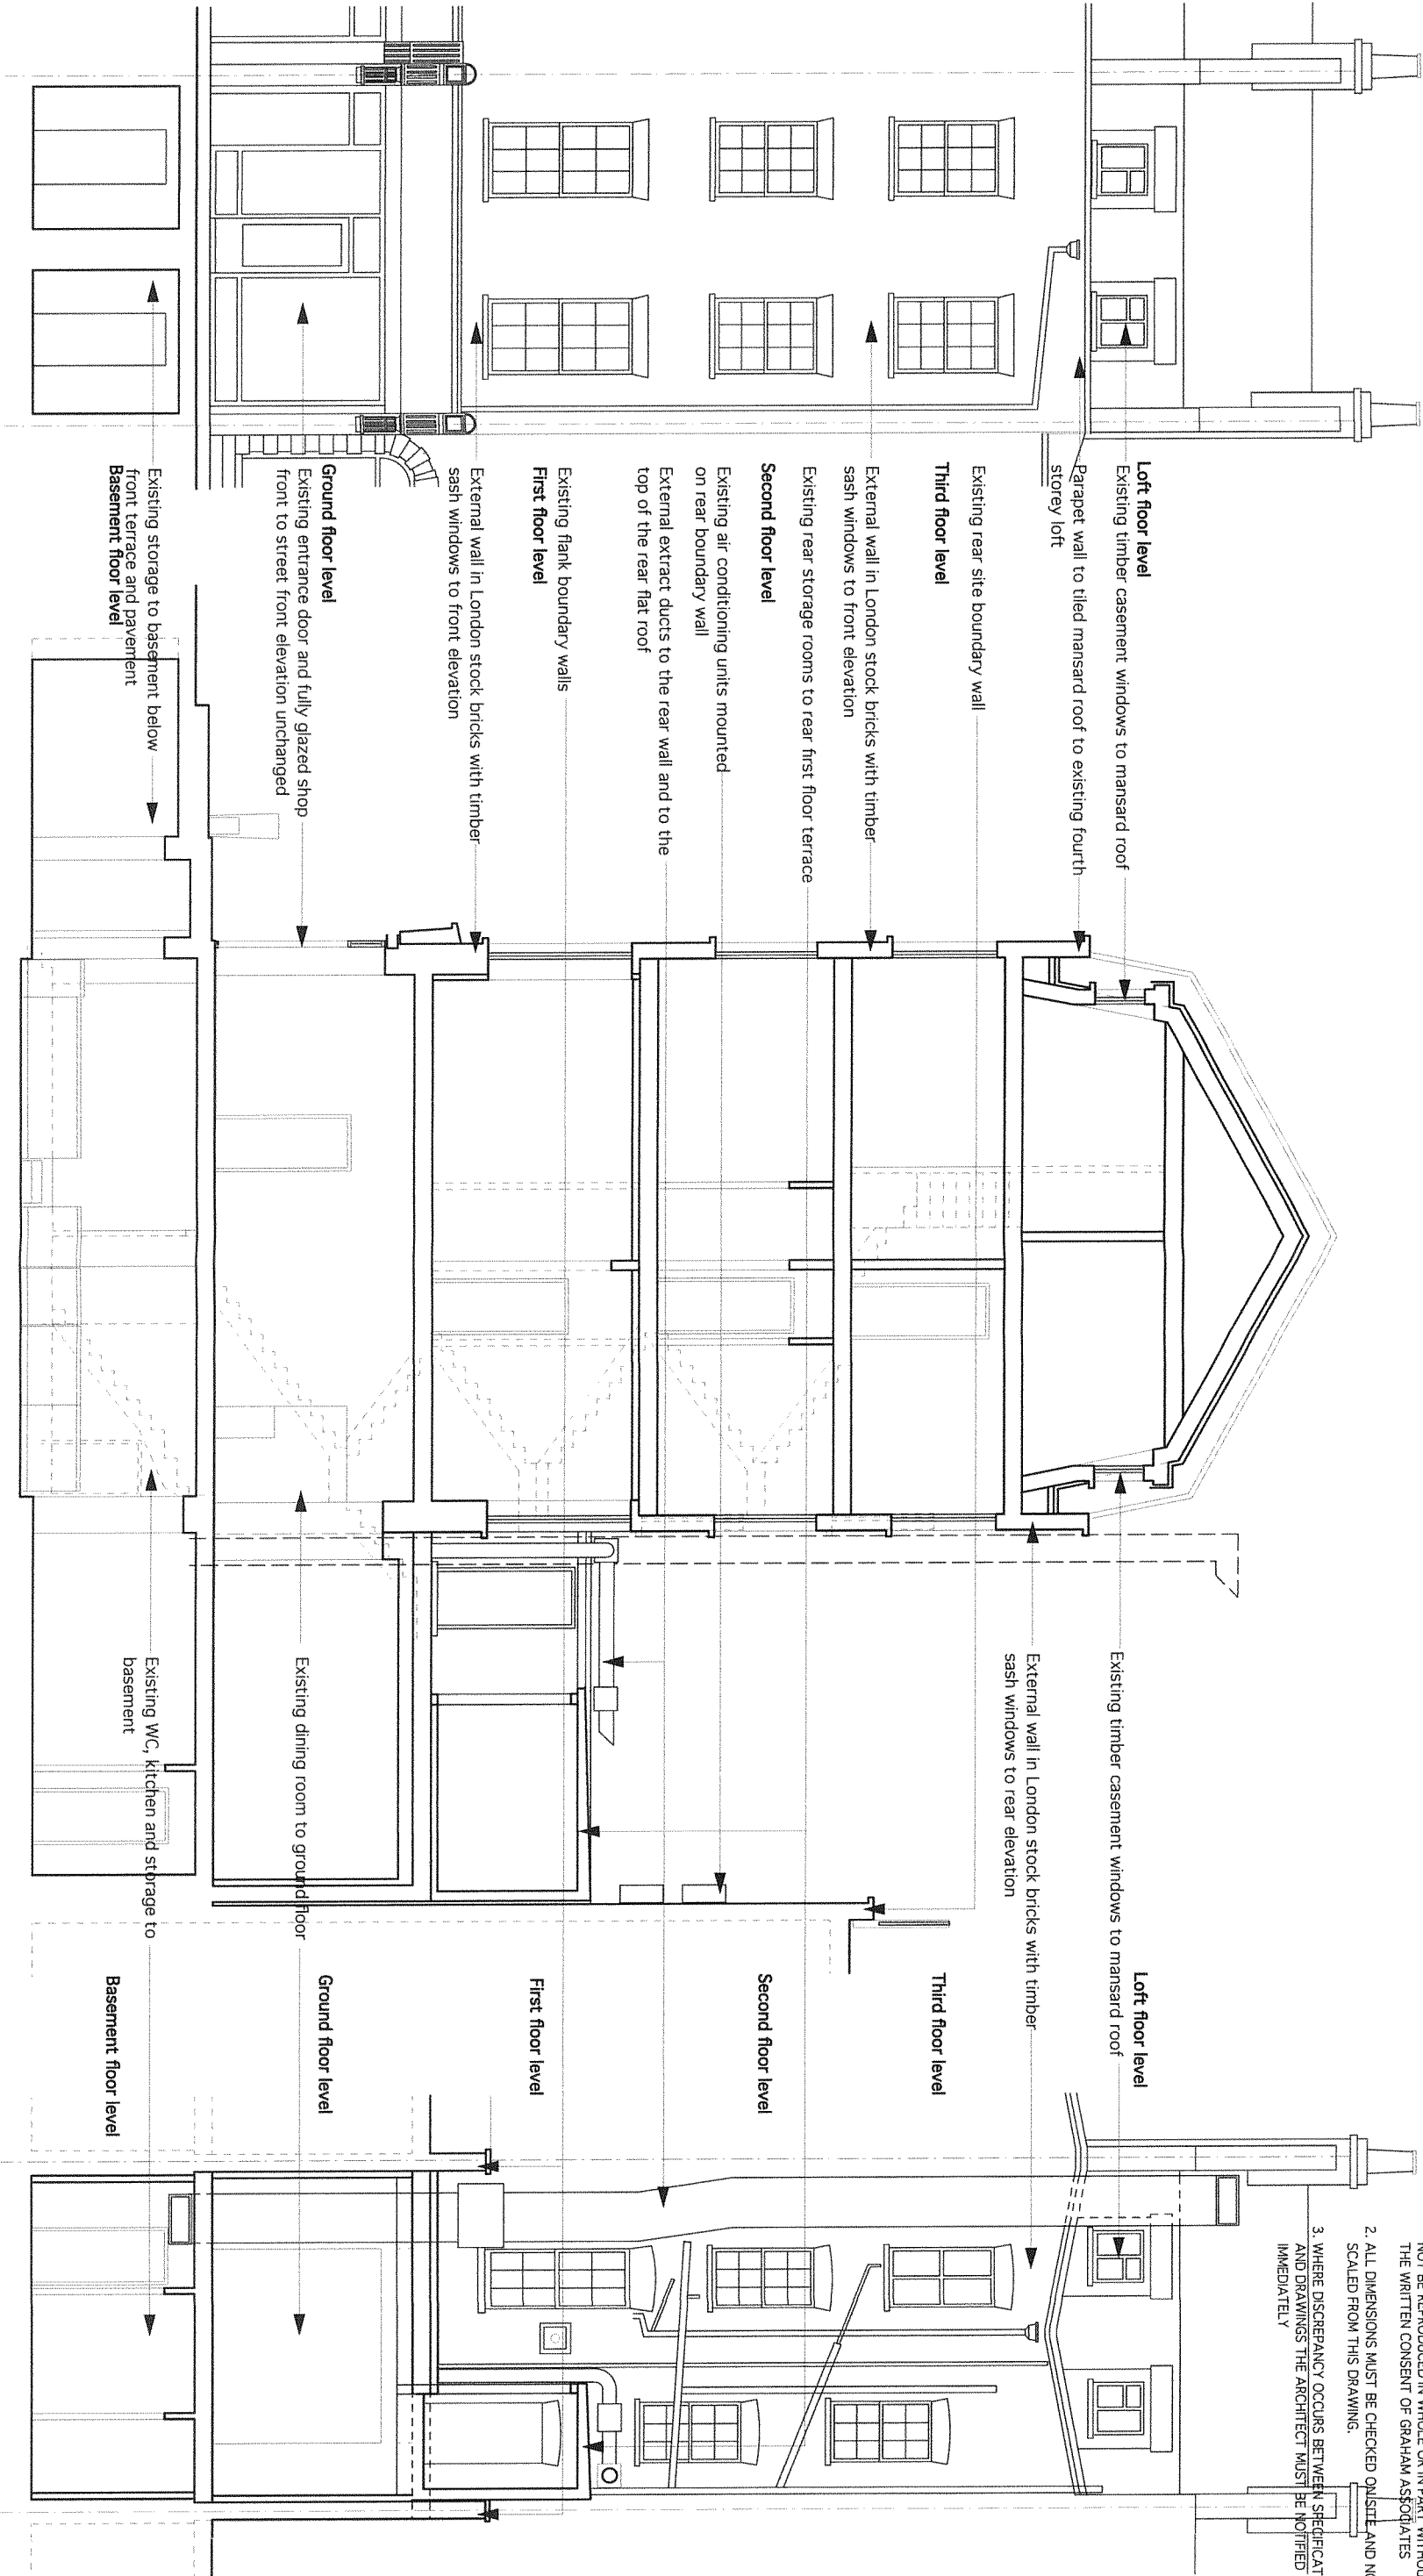 NOT BE REPRODUCED IN WHOLE OR IN PART WITHOUT
THE WRITTEN CONSENT OF GRAHAM ASSOCIATES
2. ALL DIMENSIONS MUST BE CHECKED ONSITE AND
SCALED FROM THIS DRAWING.
3. WHERE DISCREPANCY OCCURS BETWEEN
AND DRAWINGS THE ARCHITECT MUST BE NOTIFIED
IMMEDIATELY
Loft floor level
Existing timber casement windows to mansard roof
Parapet wall to tiled mansard roof to existing fourth
storey loft
Existing rear site boundary wall
Third floor level
External wall in London stock bricks with timber
sash windows to front elevation
Existing rear storage rooms to rear first floor terrace
Second floor level
Existing air conditioning units mounted
on rear boundary wall
External extract ducts to the rear wall and to the
top of the rear flat roof
Existing flank boundary walls
First floor level
External wall in London stock bricks with timber
sash windows to front elevation
Ground floor level
Existing entrance door and fully glazed shop
front to street front elevation unchanged
Existing storage to basement below
front terrace and pavement
Basement floor level
Loft floor level
Existing timber casement windows to mansard roof
External wall in London stock bricks with timber
sash windows to rear elevation
Third floor level
Second floor level
First floor level
Ground floor level
Existing dining room to ground floor
Existing WC, kitchen and storage to
basement
Basement floor level